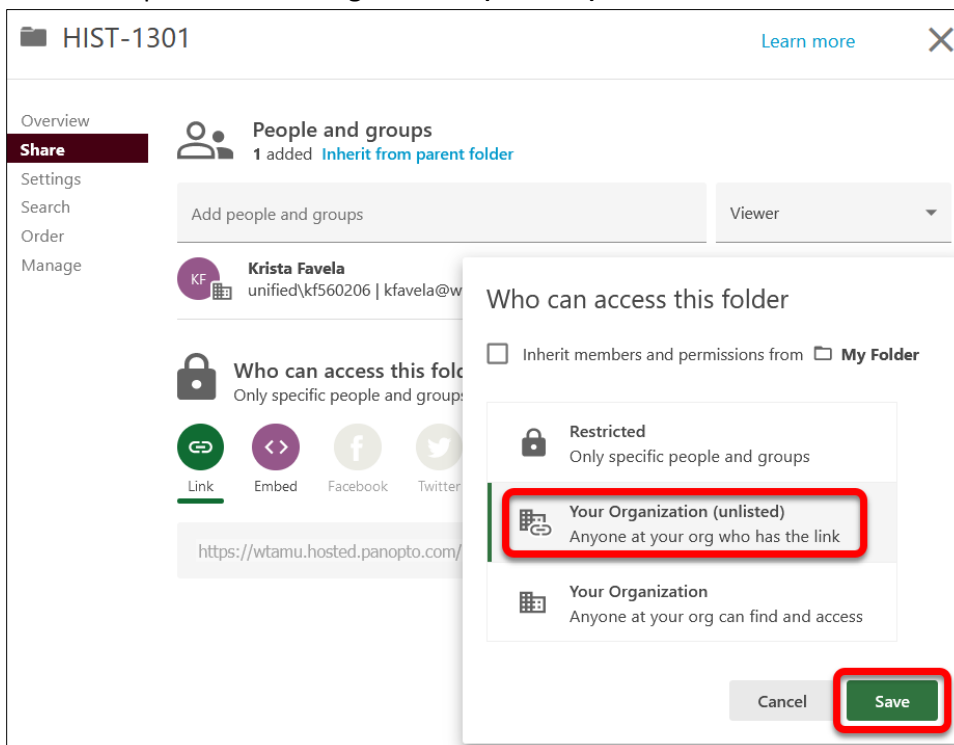 HIST-1301
Learn more
Overview
Share
Settings
Search
Order
Manage
People and groups
1 added Inherit from parent folder
Add people and groups
Viewer
KF
Krista Favela
unified\kf560206 | kfavela@w
Who can access this fold
Only specific people and groups
Link
Embed
Facebook
Twitter
https://wtamu.hosted.panopto.com/
Who can access this folder
Inherit members and permissions from My Folder
Restricted
Only specific people and groups
Your Organization (unlisted)
Anyone at your org who has the link
Your Organization
Anyone at your org can find and access
Cancel
Save